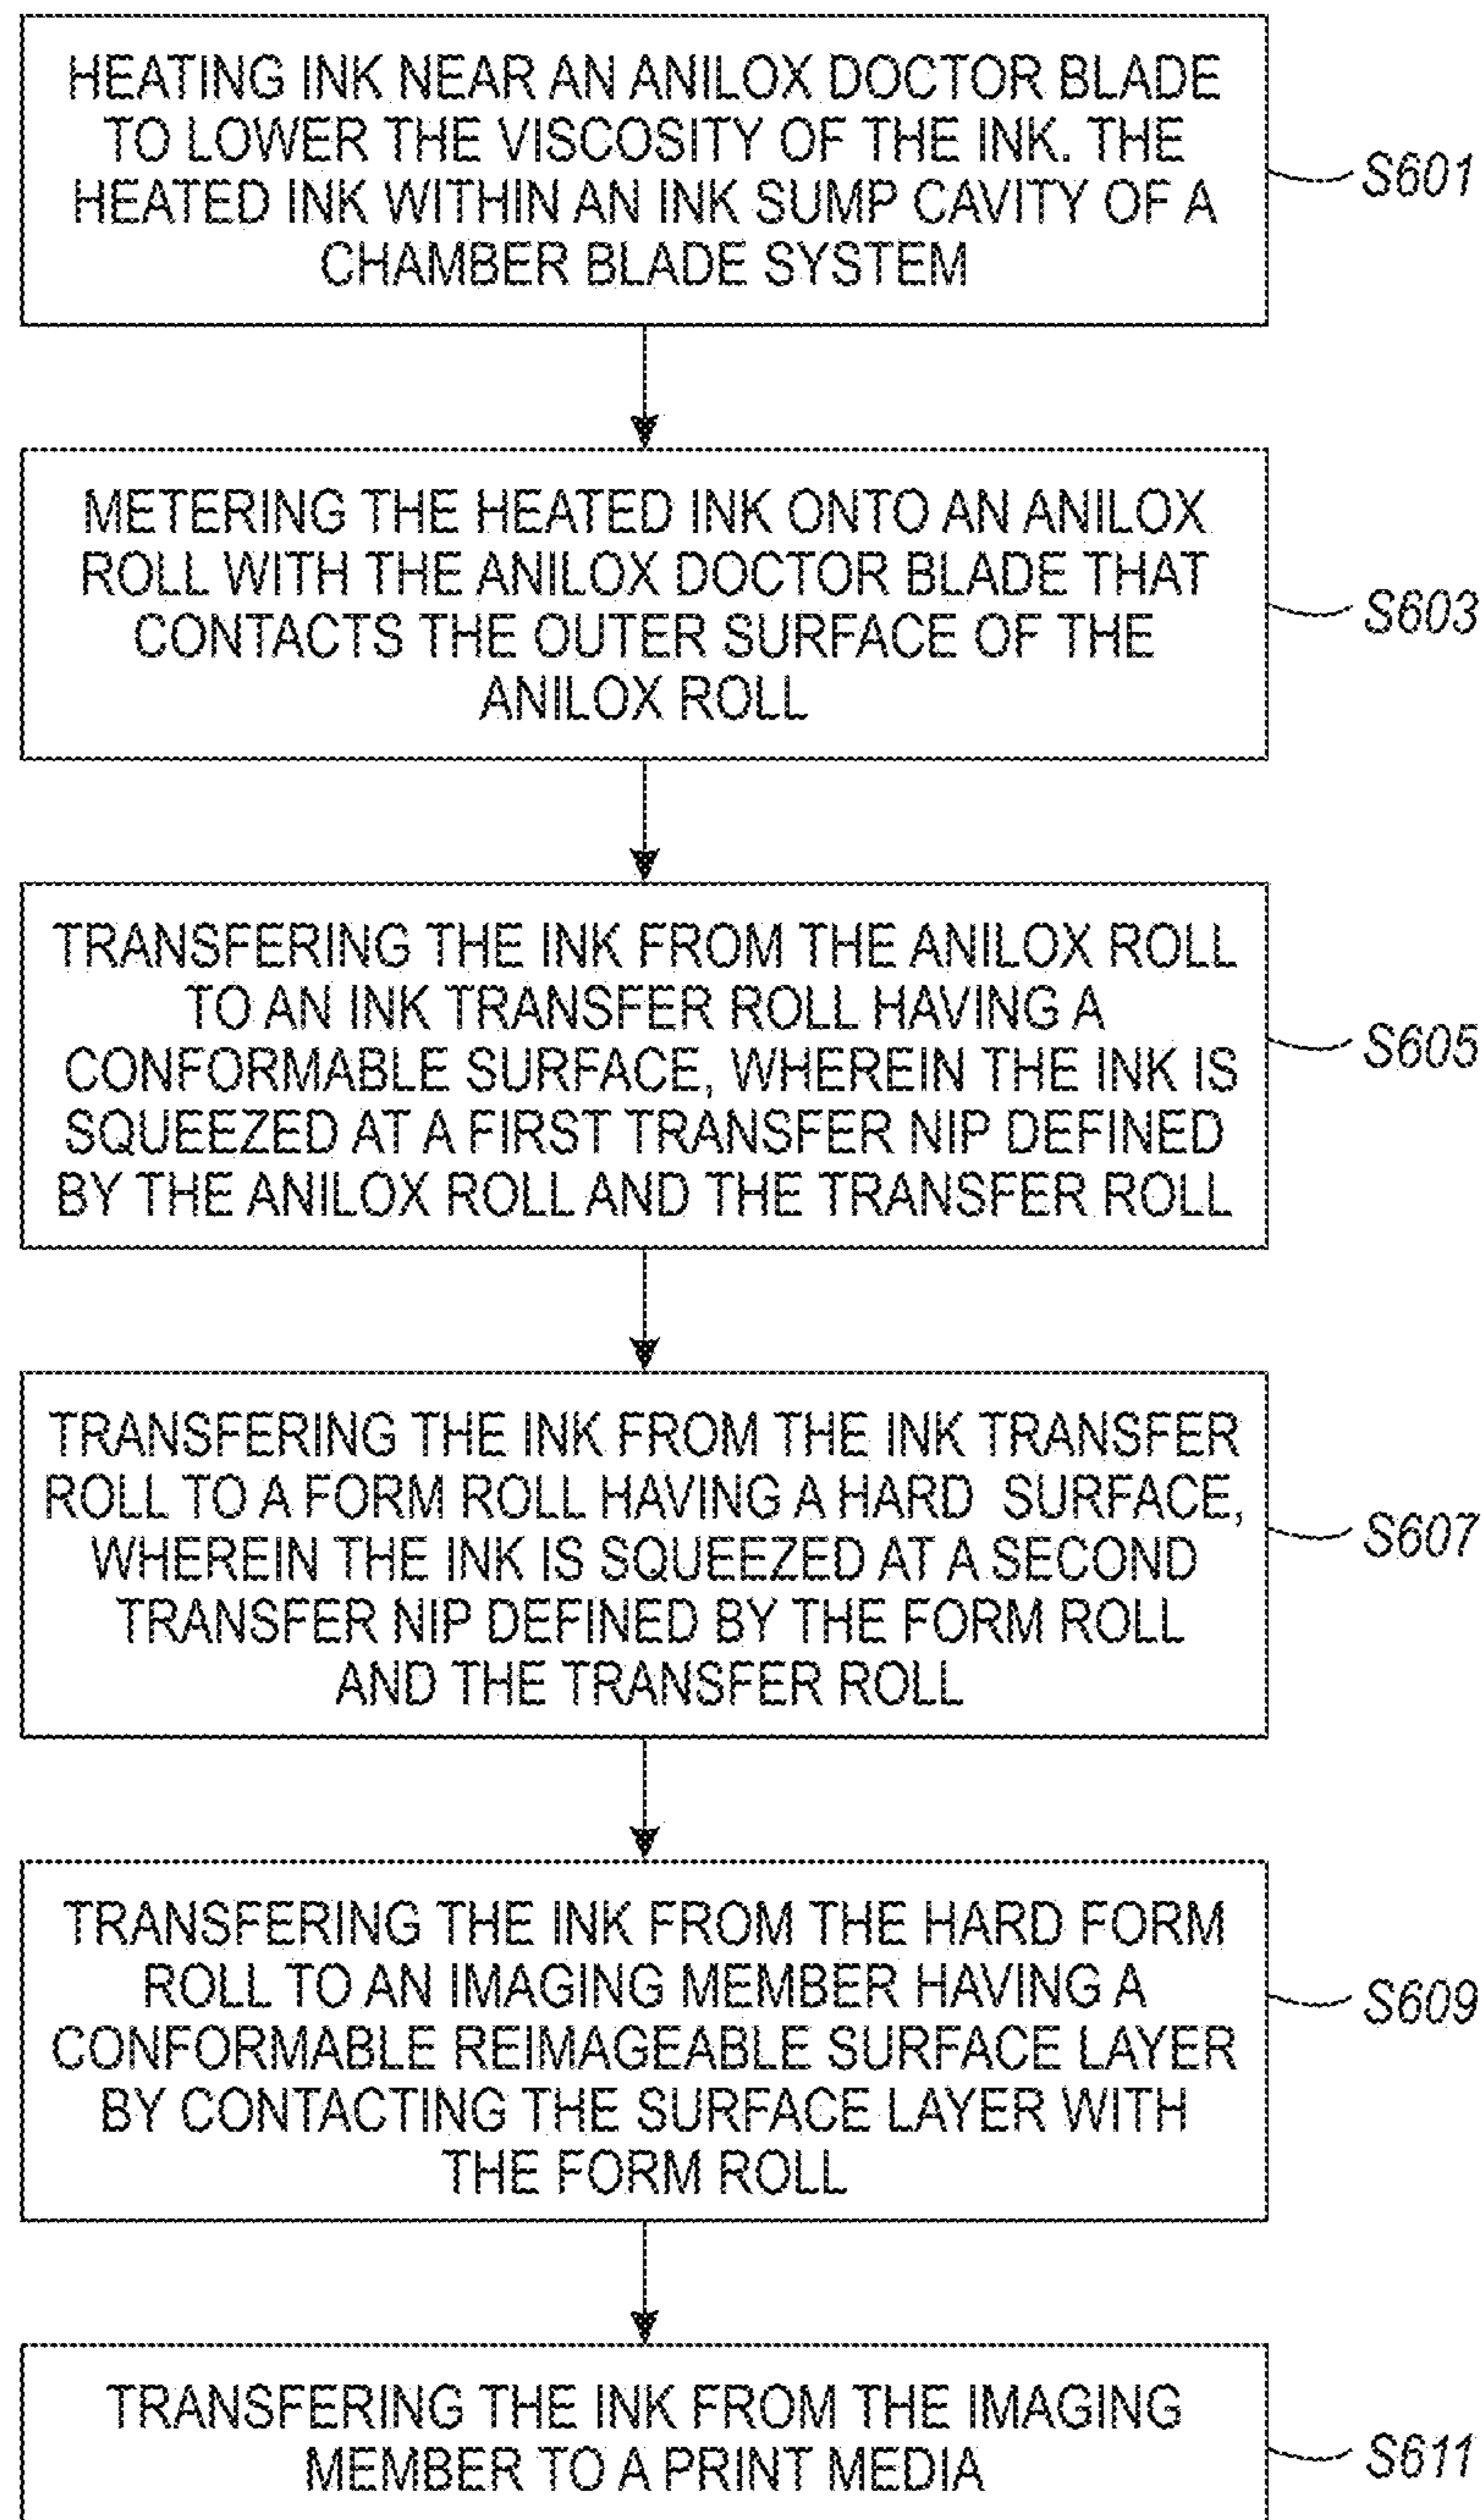 HEATING INK NEAR AN ANILOX DOCTOR BLADE
TO LOWER THE VISCOSITY OF THE INK. THE
HEATED INK WITHIN AN INK SUMP CAVITY OF A
CHAMBER BLADE SYSTEM
S601
METERING THE HEATED INK ONTO AN ANILOX
ROLL WITH THE ANILOX DOCTOR BLADE THAT
CONTACTS THE OUTER SURFACE OF THE
ANILOX ROLL
S603
TRANSFERING THE INK FROM THE ANILOX ROLL
TO AN INK TRANSFER ROLL HAVING A
CONFORMABLE SURFACE, WHEREIN THE INK IS
SQUEEZED AT A FIRST TRANSFER NIP DEFINED
BY THE ANILOX ROLL AND THE TRANSFER ROLL
S605
TRANSFERING THE INK FROM THE INK TRANSFER
ROLL TO A FORM ROLL HAVING A HARD SURFACE,
WHEREIN THE INK IS SQUEEZED AT A SECOND
TRANSFER NIP DEFINED BY THE FORM ROLL
AND THE TRANSFER ROLL
S607
TRANSFERING THE INK FROM THE HARD FORM
ROLL TO AN IMAGING MEMBER HAVING A
CONFORMABLE REIMAGEABLE SURFACE LAYER
BY CONTACTING THE SURFACE LAYER WITH
THE FORM ROLL
S609
TRANSFERING THE INK FROM THE IMAGING
MEMBER TO A PRINT MEDIA
S611